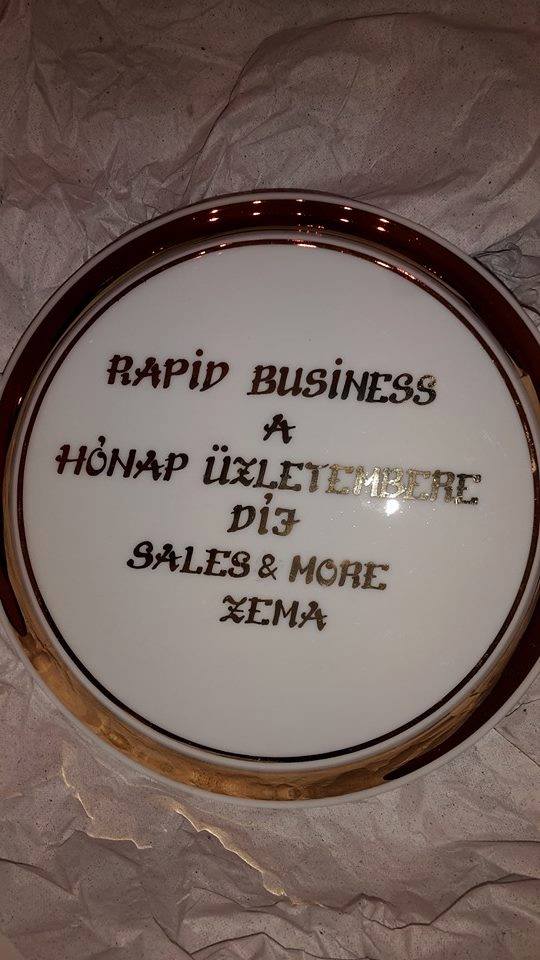 RAPID BUSINESS
A
HÓNAP ÜZLETEMBERE
DÍJ
SALES & MORE
ZEMA